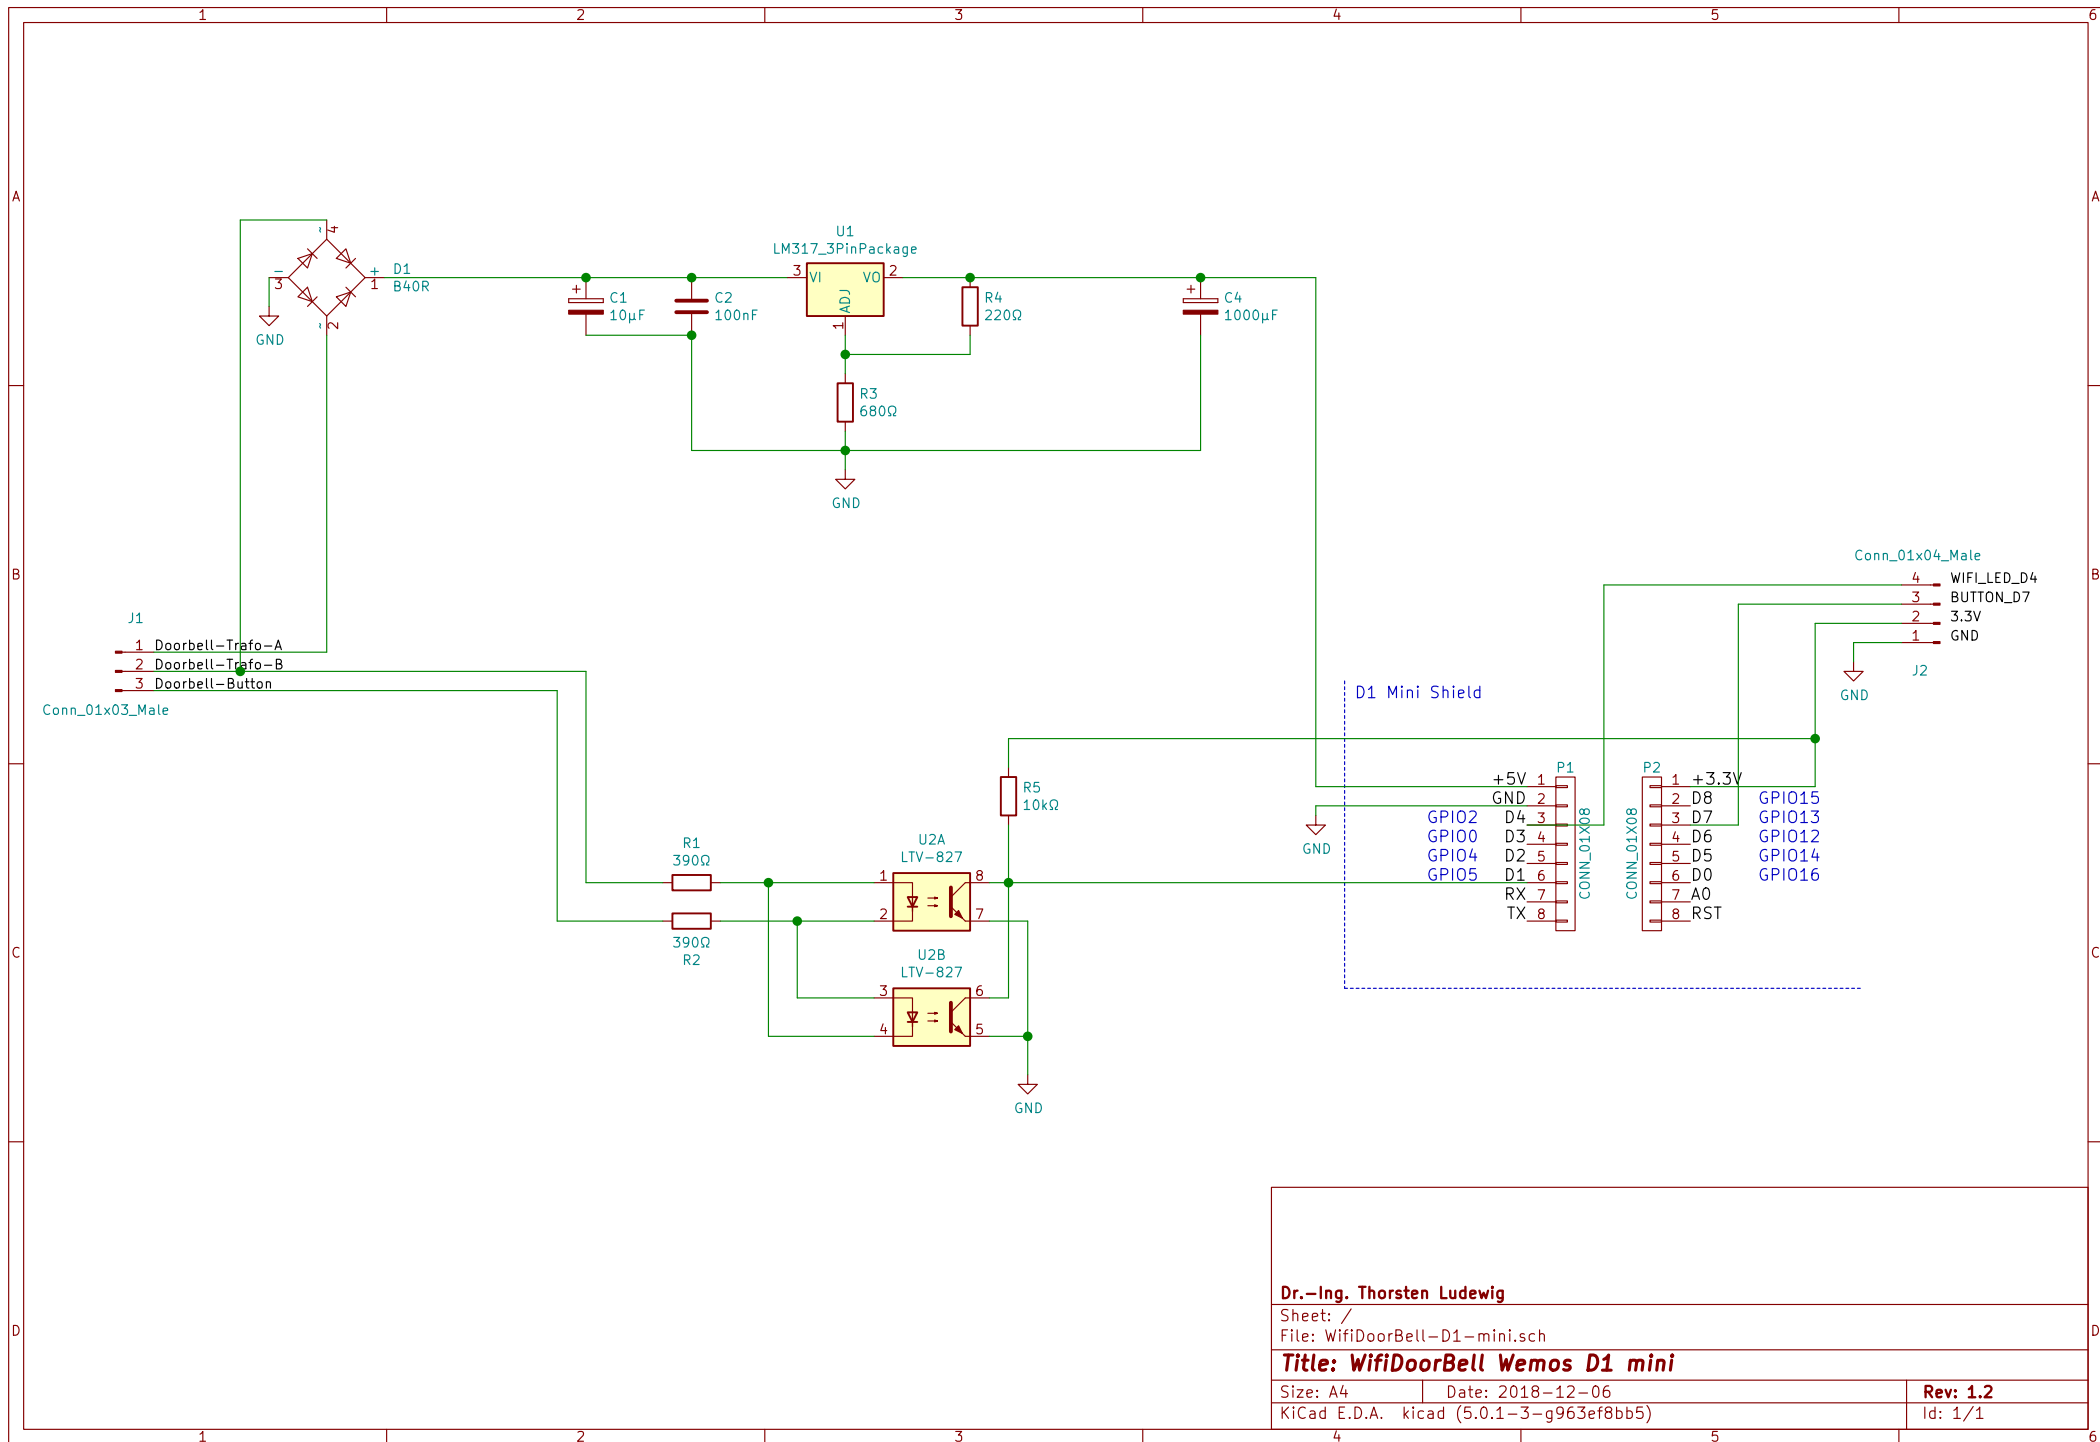 1 2 3 4 5 6
A A
4
~
U1
LM317_3PinPackage
- + D1
3 1 B40R
~
2
GND
+ C1
10µF
C2
100nF
3 VI VO 2
ADJ
1
R4
220Ω
+ C4
1000µF
R3
680Ω
GND
B B
Conn_01x04_Male
4 WIFI_LED_D4
3 BUTTON_D7
2 3.3V
1 GND
J2
GND
J1
1 Doorbell-Trafo-A
2 Doorbell-Trafo-B
3 Doorbell-Button
Conn_01x03_Male
D1 Mini Shield
P1 P2
+5V 1 1 +3.3V
GND 2 2 D8 GPIO15
GPIO2 D4 3 3 D7 GPIO13
GPIO0 D3 4 4 D6 GPIO12
GPIO4 D2 5 5 D5 GPIO14
GPIO5 D1 6 6 D0 GPIO16
RX 7 7 A0
TX 8 8 RST
CONN_01X08 CONN_01X08
GND
R5
10kΩ
R1
390Ω
390Ω
R2
U2A
LTV-827
1 8
2 7
U2B
LTV-827
3 6
4 5
GND
C C
Dr.-Ing. Thorsten Ludewig
Sheet: /
File: WifiDoorBell-D1-mini.sch
D D
Title: WifiDoorBell Wemos D1 mini
Size: A4 Date: 2018-12-06 Rev: 1.2
KiCad E.D.A. kicad (5.0.1-3-g963ef8bb5) Id: 1/1
1 2 3 4 5 6